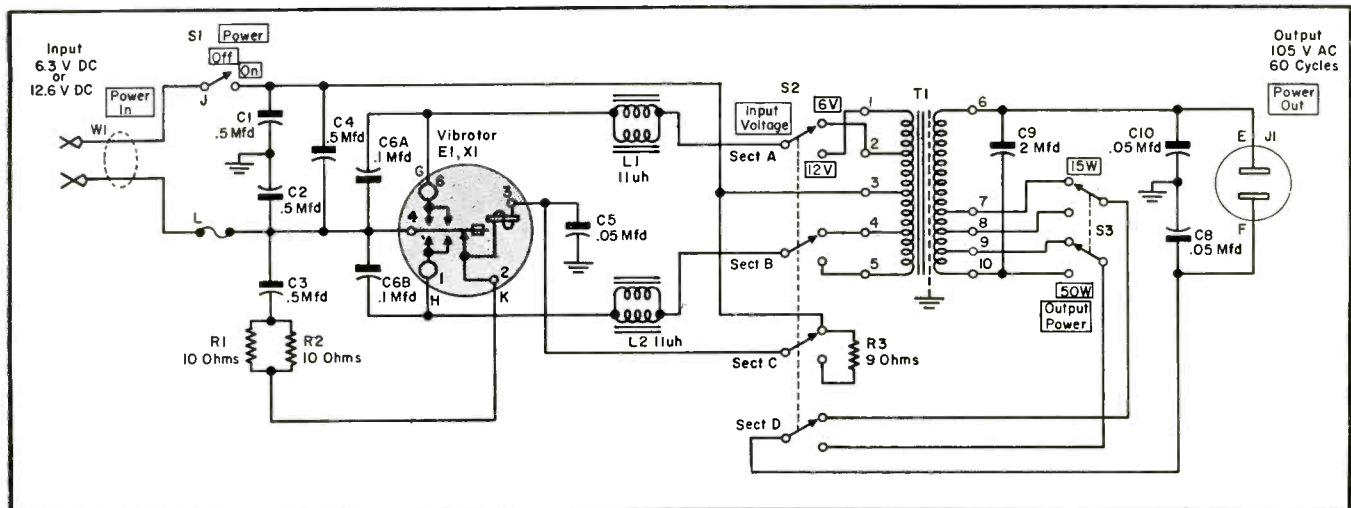 Input
6.3 V DC
or
12.6 V DC
S1
Power
Off
On
J
Power
In
W1
L
C1
.5 Mfd
C2
.5 Mfd
C3
.5Mfd
R1
10 Ohms
R2
10 Ohms
C4
.5 Mfd
C6A
.1 Mfd
C6B
.1 Mfd
Vibrotor
E1, X1
G
6
3
4
1
2
H
K
C5
.05 Mfd
L1
11uh
L2 11uh
S2
Input
Voltage
6V
12V
Sect A
Sect B
Sect C
Sect D
1
2
3
4
5
T1
6
7
8
9
10
R3
9 Ohms
C9
2 Mfd
15W
S3
50W
Output
Power
C10
.05 Mfd
C8
.05 Mfd
Output
105 V AC
60 Cycles
Power
Out
E
J1
F